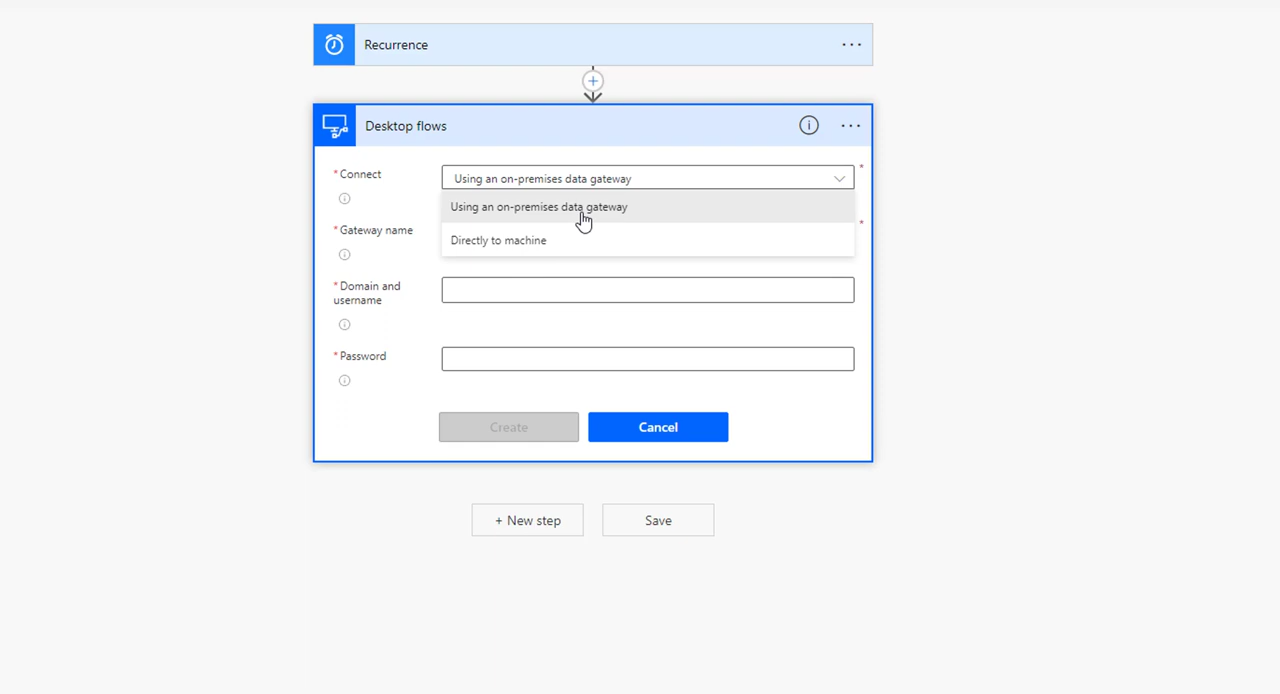 Recurrence
Desktop flows
* Connect
Using an on-premises data gateway
Using an on-premises data gateway
* Gateway name
Directly to machine
* Domain and
username
* Password
Create
Cancel
+ New step
Save